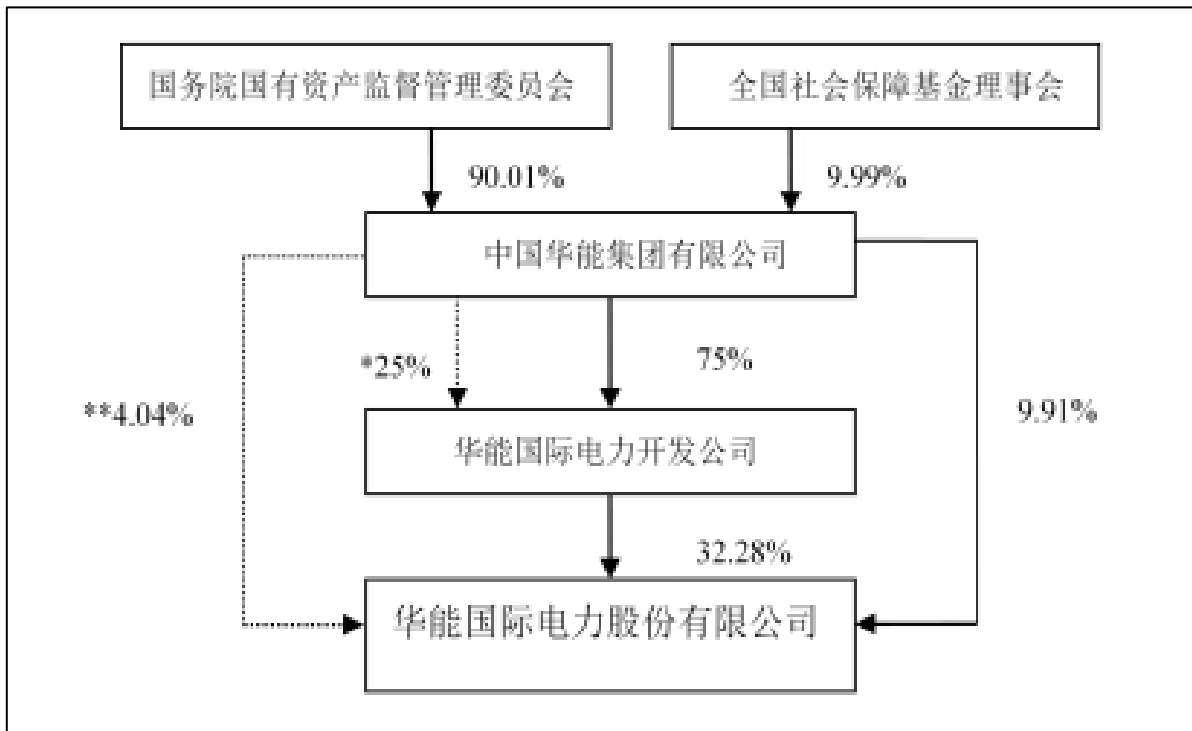 国务院国有资产监督管理委员会
全国社会保障基金理事会
90.01%
9.99%
中国华能集团有限公司
*25%
75%
**4.04%
9.91%
华能国际电力开发公司
32.28%
华能国际电力股份有限公司